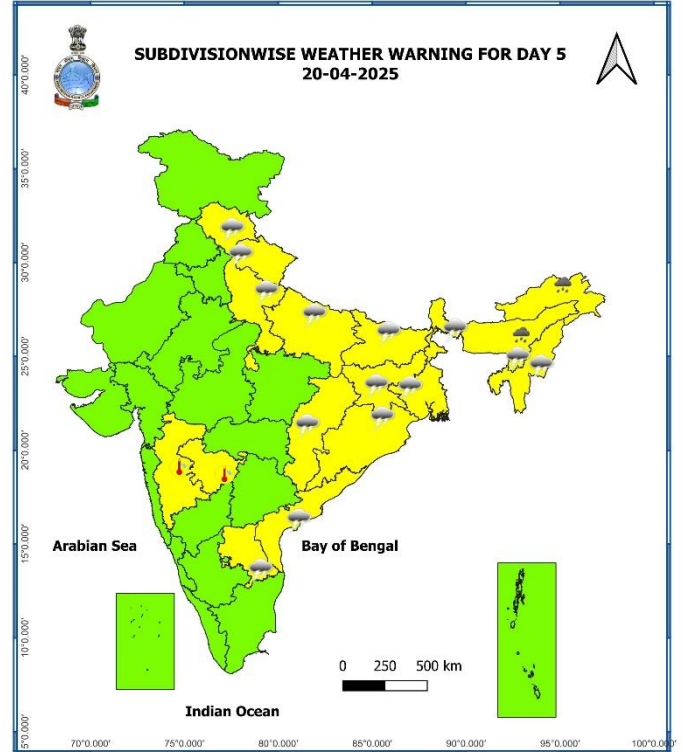 SUBDIVISIONWISE WEATHER WARNING FOR DAY 5
20-04-2025
40°0.000'
35°0.000'
30°0.000'
25°0.000'
20°0.000'
15°0.000'
10°0.000'
5°0.000'
Arabian Sea
Bay of Bengal
0 250 500 km
Indian Ocean
70°0.000' 75°0.000' 80°0.000' 85°0.000' 90°0.000' 95°0.000' 100°0.000'